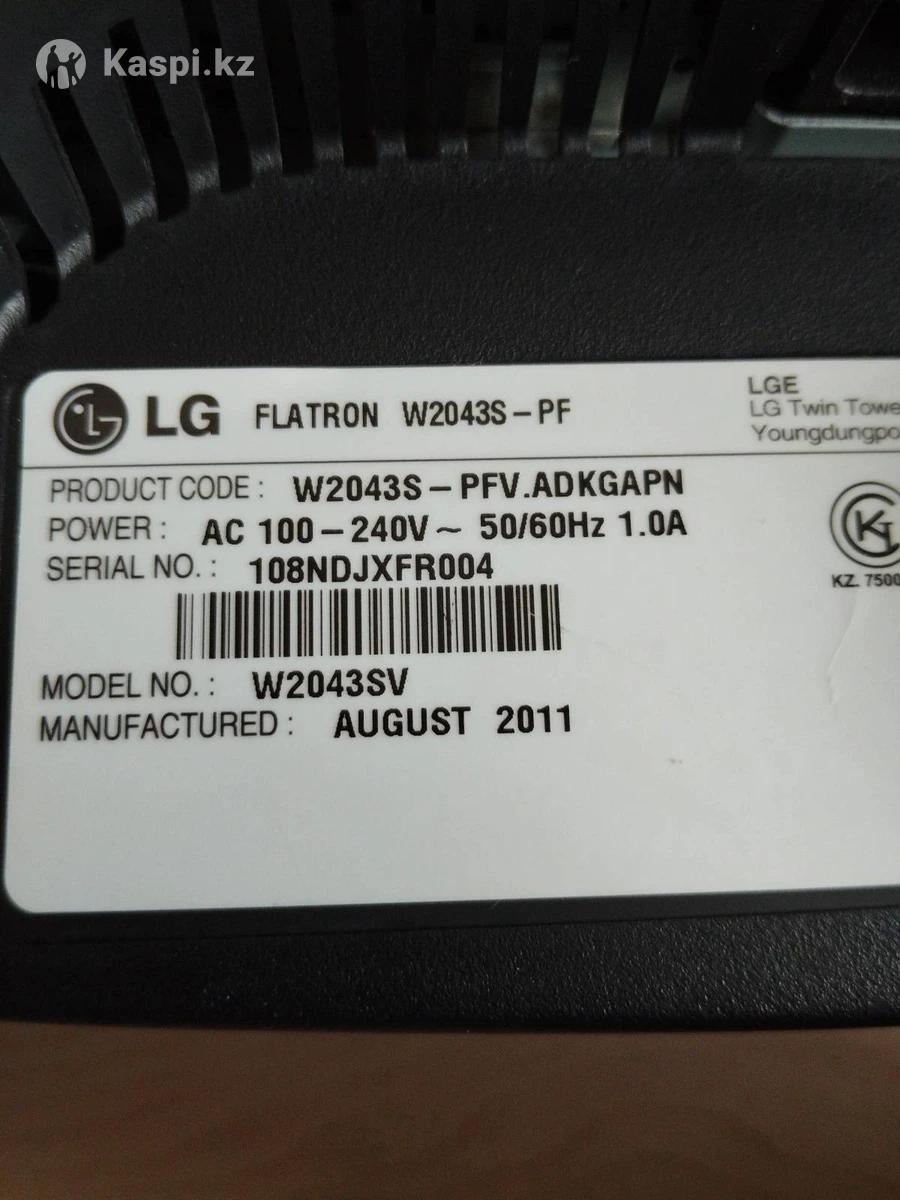 Kaspi.kz
LG FLATRON W2043S-PF
LGE
LG Twin Towe
Youngdungpo
PRODUCT CODE : W2043S-PFV.ADKGAPN
POWER : AC 100-240V~ 50/60Hz 1.0A
SERIAL NO. : 108NDJXFR004
KZ. 7500
MODEL NO. : W2043SV
MANUFACTURED : AUGUST 2011